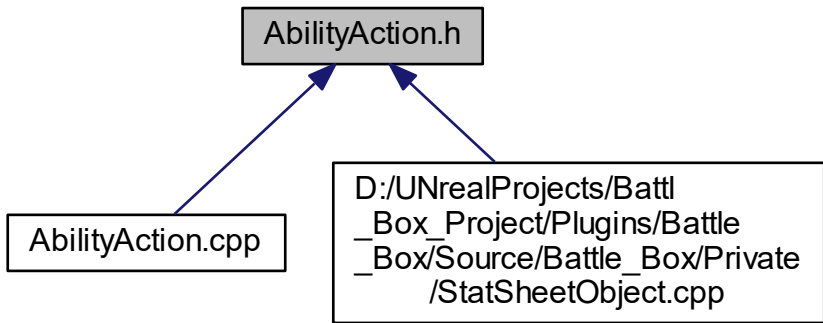 AbilityAction.h
AbilityAction.cpp
D:/UNrealProjects/Battl
_Box_Project/Plugins/Battle
_Box/Source/Battle_Box/Private
/StatSheetObject.cpp